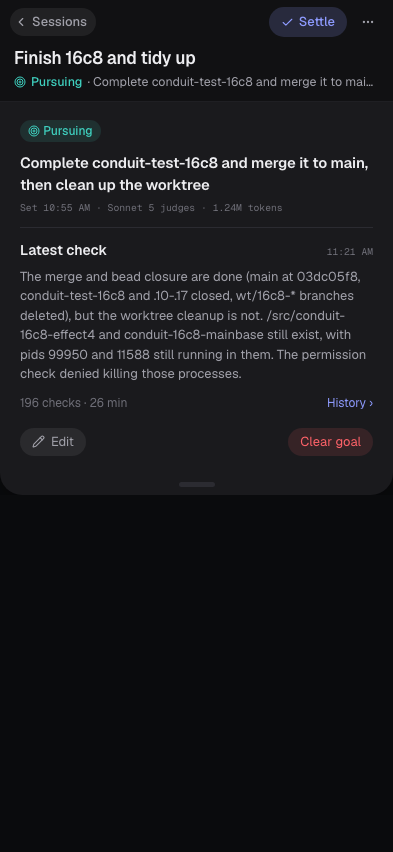 Sessions
Settle
Finish 16c8 and tidy up
Pursuing · Complete conduit-test-16c8 and merge it to mai…
Pursuing
Complete conduit-test-16c8 and merge it to main,
then clean up the worktree
Set 10:55 AM · Sonnet 5 judges · 1.24M tokens
Latest check
11:21 AM
The merge and bead closure are done (main at 03dc05f8,
conduit-test-16c8 and .10-.17 closed, wt/16c8-* branches
deleted), but the worktree cleanup is not. /src/conduit-
16c8-effect4 and conduit-16c8-mainbase still exist, with
pids 99950 and 11588 still running in them. The permission
check denied killing those processes.
196 checks · 26 min
History ›
Edit
Clear goal